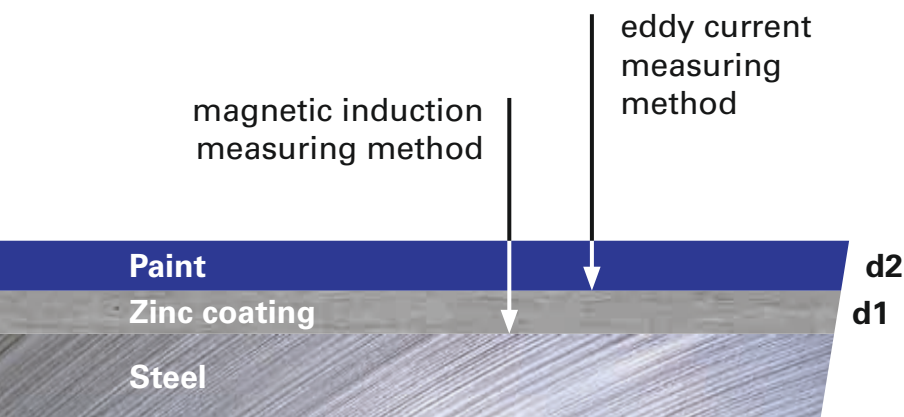 eddy current
measuring
method
magnetic induction
measuring method
Paint
d2
Zinc coating
d1
Steel